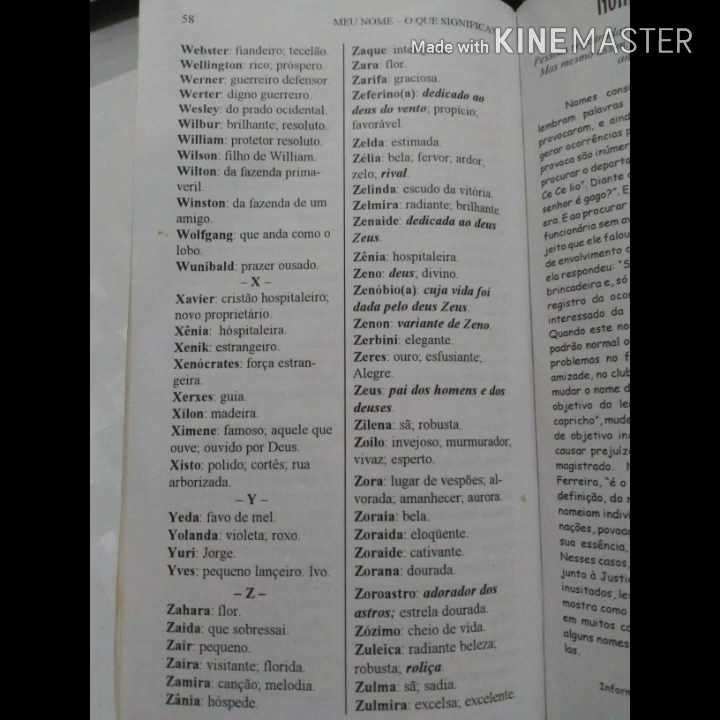 58
MEU NOME – O QUE SIGNIFICA
Made with KINEMASTER
Webster: fiandeiro; tecelão.
Wellington: rico, próspero.
Werner: guerreiro defensor.
Werter: digno guerreiro.
Wesley: do prado ocidental.
Wilbur: brilhante; resoluto.
William: protetor resoluto.
Wilson: filho de William.
Wilton: da fazenda prima-
veril.
Winston: da fazenda de um
amigo.
Wolfgang: que anda como o
lobo.
Wunibald: prazer ousado.
– X –
Xavier: cristão hospitaleiro;
novo proprietário.
Xênia: hóspitaleira.
Xenik: estrangeiro.
Xenócrates: força estran-
geira.
Xerxes: guia.
Xilon: madeira.
Ximene: famoso; aquele que
ouve; ouvido por Deus.
Xisto: polido; cortês; rua
arborizada.
– Y –
Yeda: favo de mel.
Yolanda: violeta; roxo.
Yuri: Jorge.
Yves: pequeno lançeiro. Ivo.
– Z –
Zahara: flor.
Zaida: que sobressai.
Zair: pequeno.
Zaira: visitante; florida.
Zamira: canção; melodia.
Zânia: hóspede.
Zaque:
Zara: flor.
Zarifa: graciosa.
Zeferino(a): dedicado ao
deus do vento; propício,
favorável.
Zelda: estimada.
Zélia: bela; fervor; ardor;
zelo; rival.
Zelinda: escudo da vitória.
Zelmira: radiante; brilhante.
Zenaide: dedicada ao deus
Zeus.
Zênia: hospitaleira.
Zeno: deus; divino.
Zenóbio(a): cuja vida foi
dada pelo deus Zeus.
Zenon: variante de Zeno.
Zerbini: elegante.
Zeres: ouro; esfusiante;
Alegre.
Zeus: pai dos homens e dos
deuses.
Zilena: sã; robusta.
Zoilo: invejoso; murmurador;
vivaz; esperto.
Zora: lugar de vespões; al-
vorada; amanhecer; aurora.
Zoraia: bela.
Zoraida: eloqüente.
Zoraide: cativante.
Zorana: dourada.
Zoroastro: adorador dos
astros; estrela dourada.
Zózimo: cheio de vida.
Zuleica: radiante beleza;
robusta; roliça.
Zulma: sã; sadia.
Zulmira: excelsa; excelente.
Mas mesmo
Nomes
lembram palavros
provocaram, e ainda
gerar ocorrências
provoca são inúmer
procurar o departa
Ce Ce lio". Diante
senhor é gago?". E
era. E ao procurar
funcionário sem
jeito que ele falou
de envolvimento
ela respondeu: "S
brincadeira e, só
registro da oco
interessado da
Quando este no
padrão normal o
problemas no f
amizade, no club
mudar o nome d
objetivo do le
capricho", mude
de objetivo in
causar prejuíz
magistrado. N
Ferreiro, "é o
definição, do
nomeiam indiví
nações, povoa
sua essência,
Nesses casos,
junto à Justi
inusitados, le
mostra como
em muitos c
alguns nomes
las.
Infor